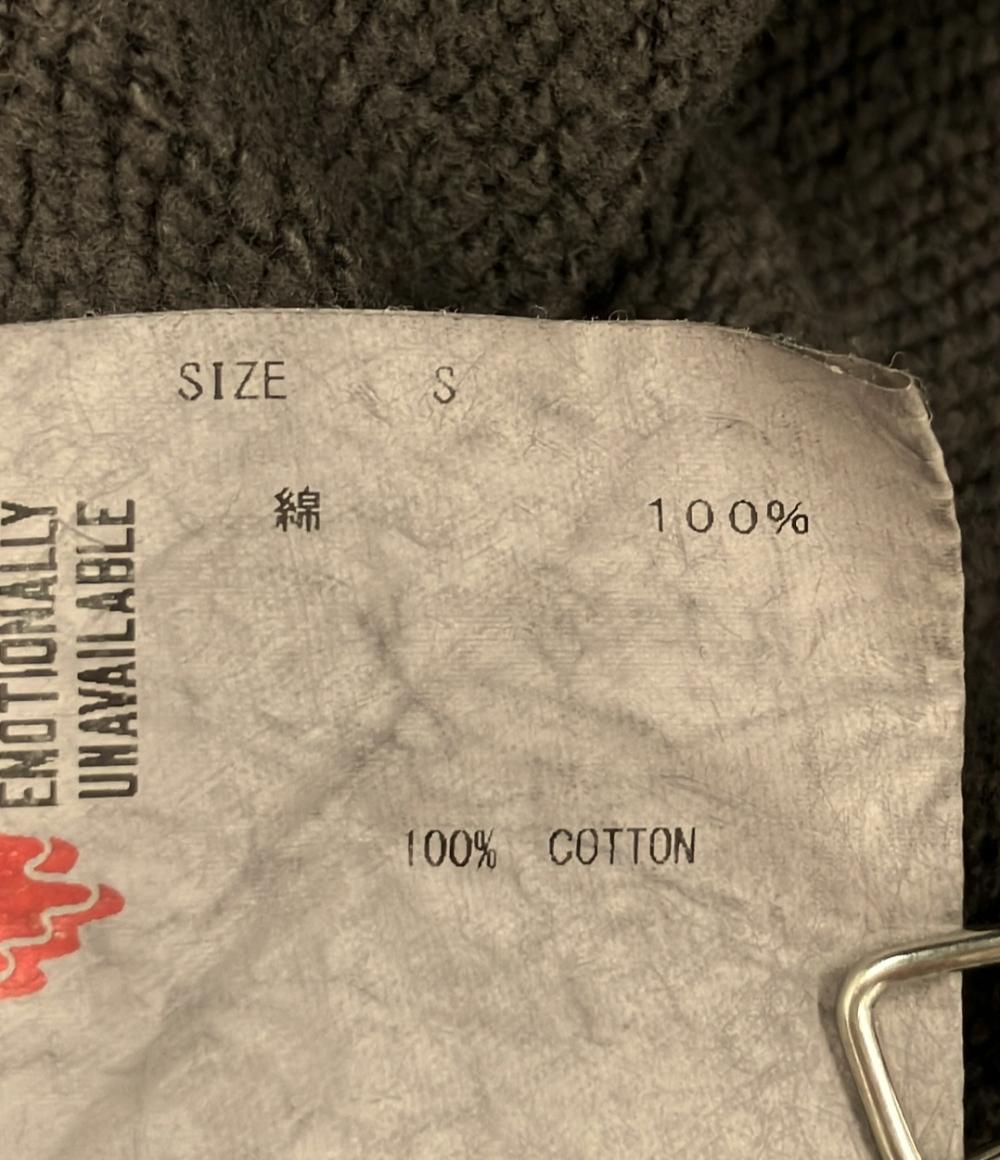 SIZE S
綿 100%
EMOTIONALLY
UNAVAILABLE
100% COTTON